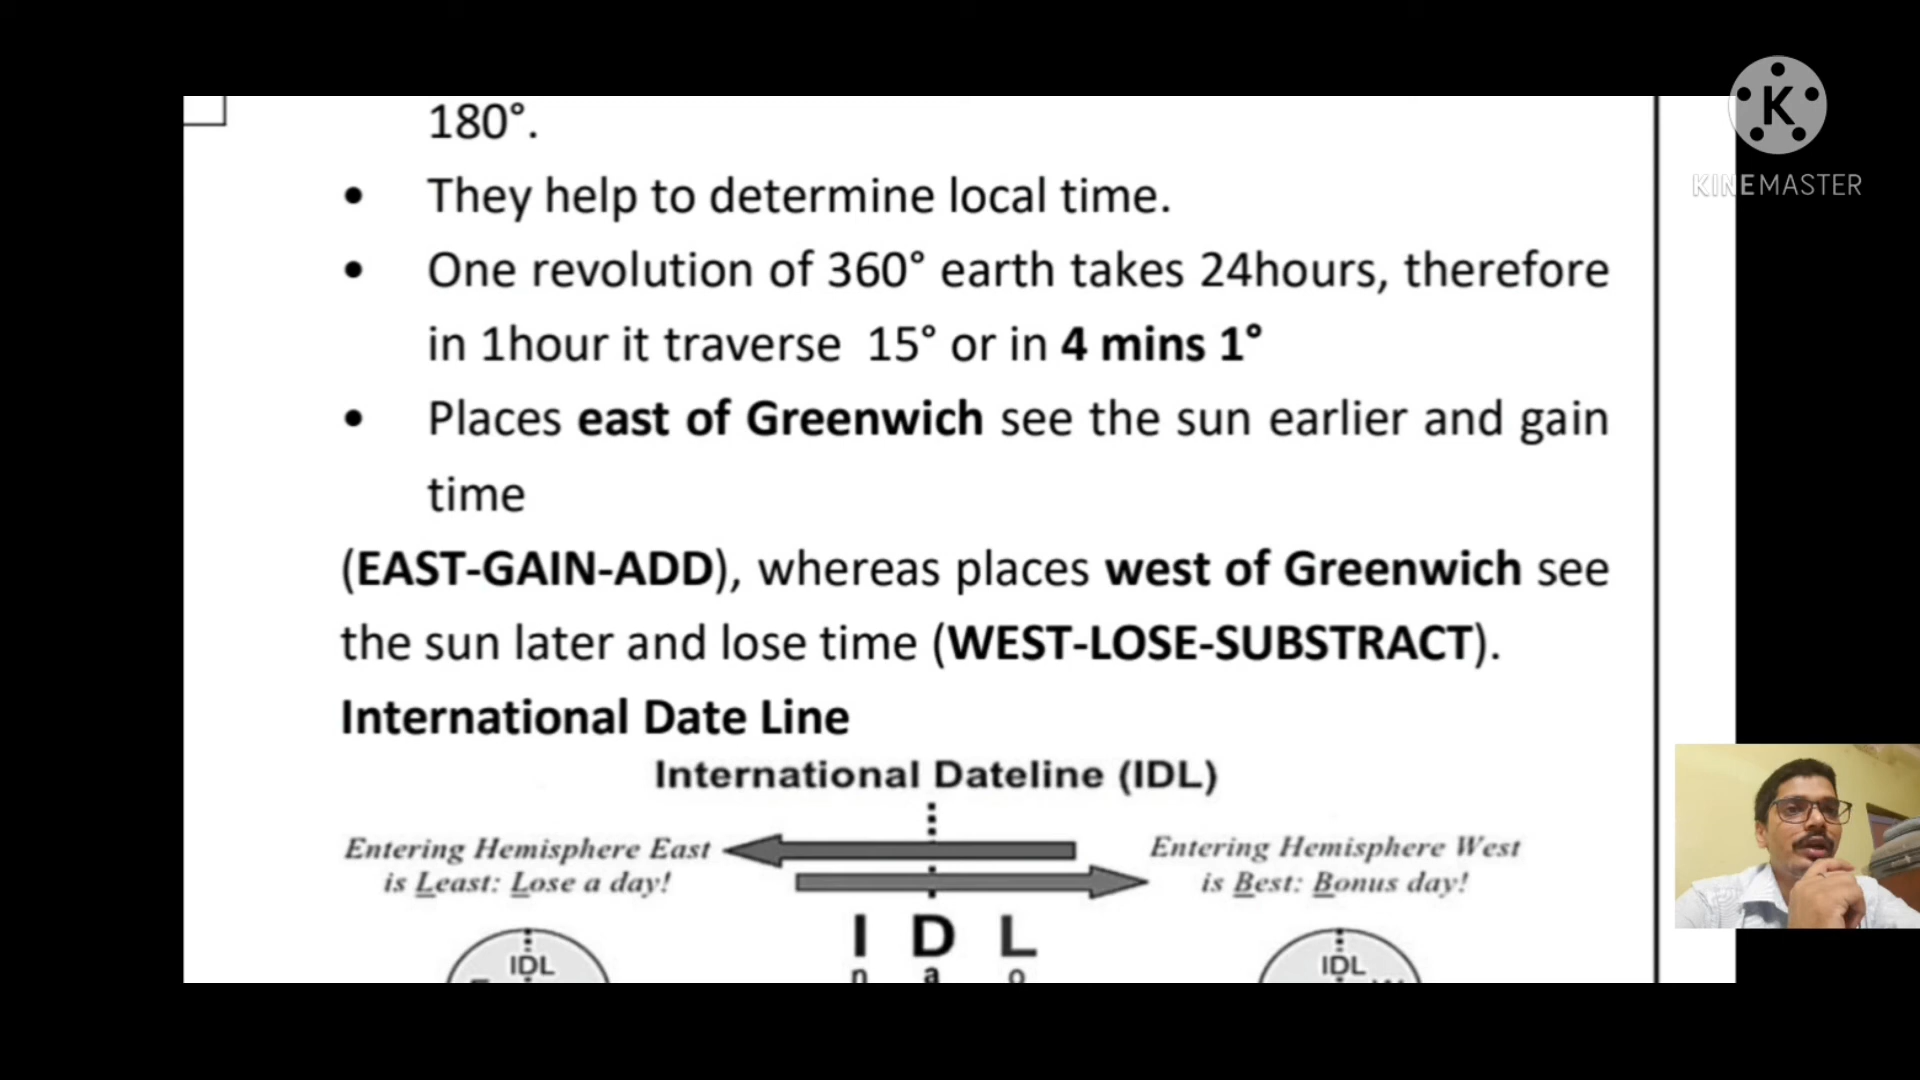 180°.
• They help to determine local time.
• One revolution of 360° earth takes 24hours, therefore
in 1hour it traverse 15° or in 4 mins 1°
• Places east of Greenwich see the sun earlier and gain
time
(EAST-GAIN-ADD), whereas places west of Greenwich see
the sun later and lose time (WEST-LOSE-SUBSTRACT).
International Date Line
International Dateline (IDL)
Entering Hemisphere East
is Least: Lose a day!
Entering Hemisphere West
is Best: Bonus day!
I D L
n a o
IDL
IDL
K
KINEMASTER